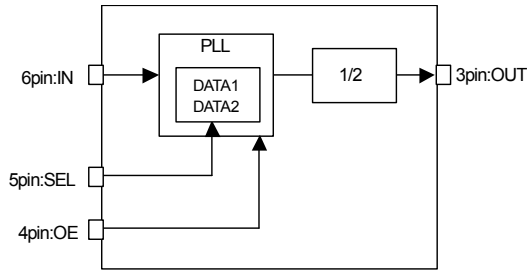 PLL
6pin:IN
DATA1
DATA2
1/2
3pin:OUT
5pin:SEL
4pin:OE